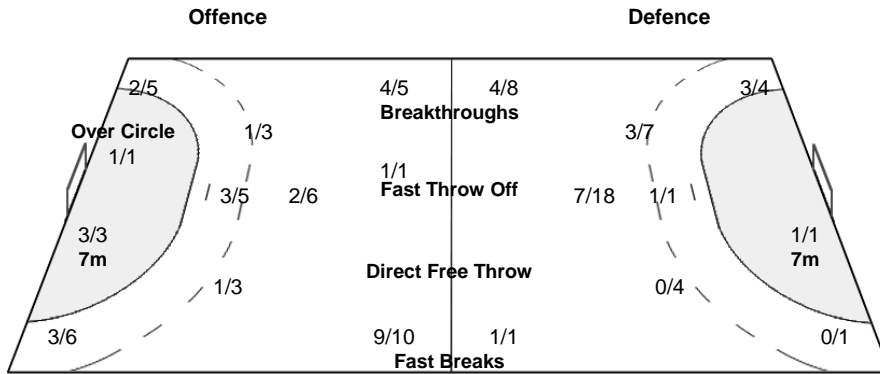 Offence Defence
2/5 4/5 4/8 3/4
Breakthroughs
Over Circle 1/3 3/7
1/1
1/1
Fast Throw Off
3/5 2/6 7/18 1/1
3/3 1/1
7m 7m
Direct Free Throw
1/3 0/4
3/6 9/10 1/1 0/1
Fast Breaks